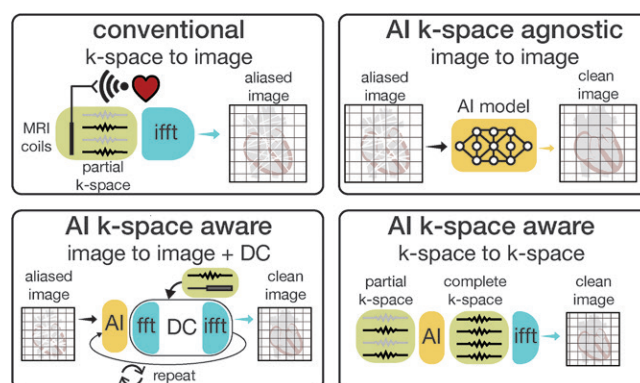 conventional
k-space to image
MRI
coils
partial
k-space
ifft
aliased
image
AI k-space agnostic
image to image
aliased
image
AI model
clean
image
AI k-space aware
image to image + DC
aliased
image
AI
fft
DC
ifft
clean
image
repeat
AI k-space aware
k-space to k-space
partial
k-space
AI
complete
k-space
ifft
clean
image